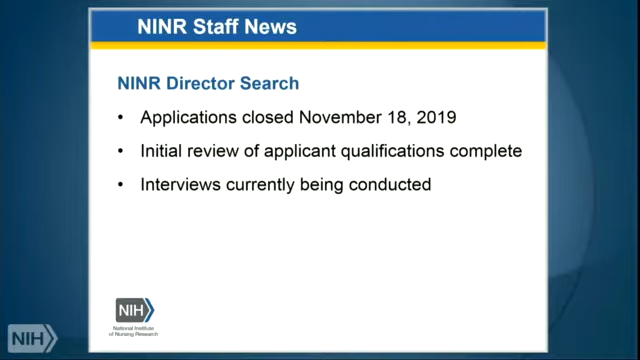 NINR Staff News
NINR Director Search
• Applications closed November 18, 2019
• Initial review of applicant qualifications complete
• Interviews currently being conducted
NIH
National Institute
of Nursing Research
NIH